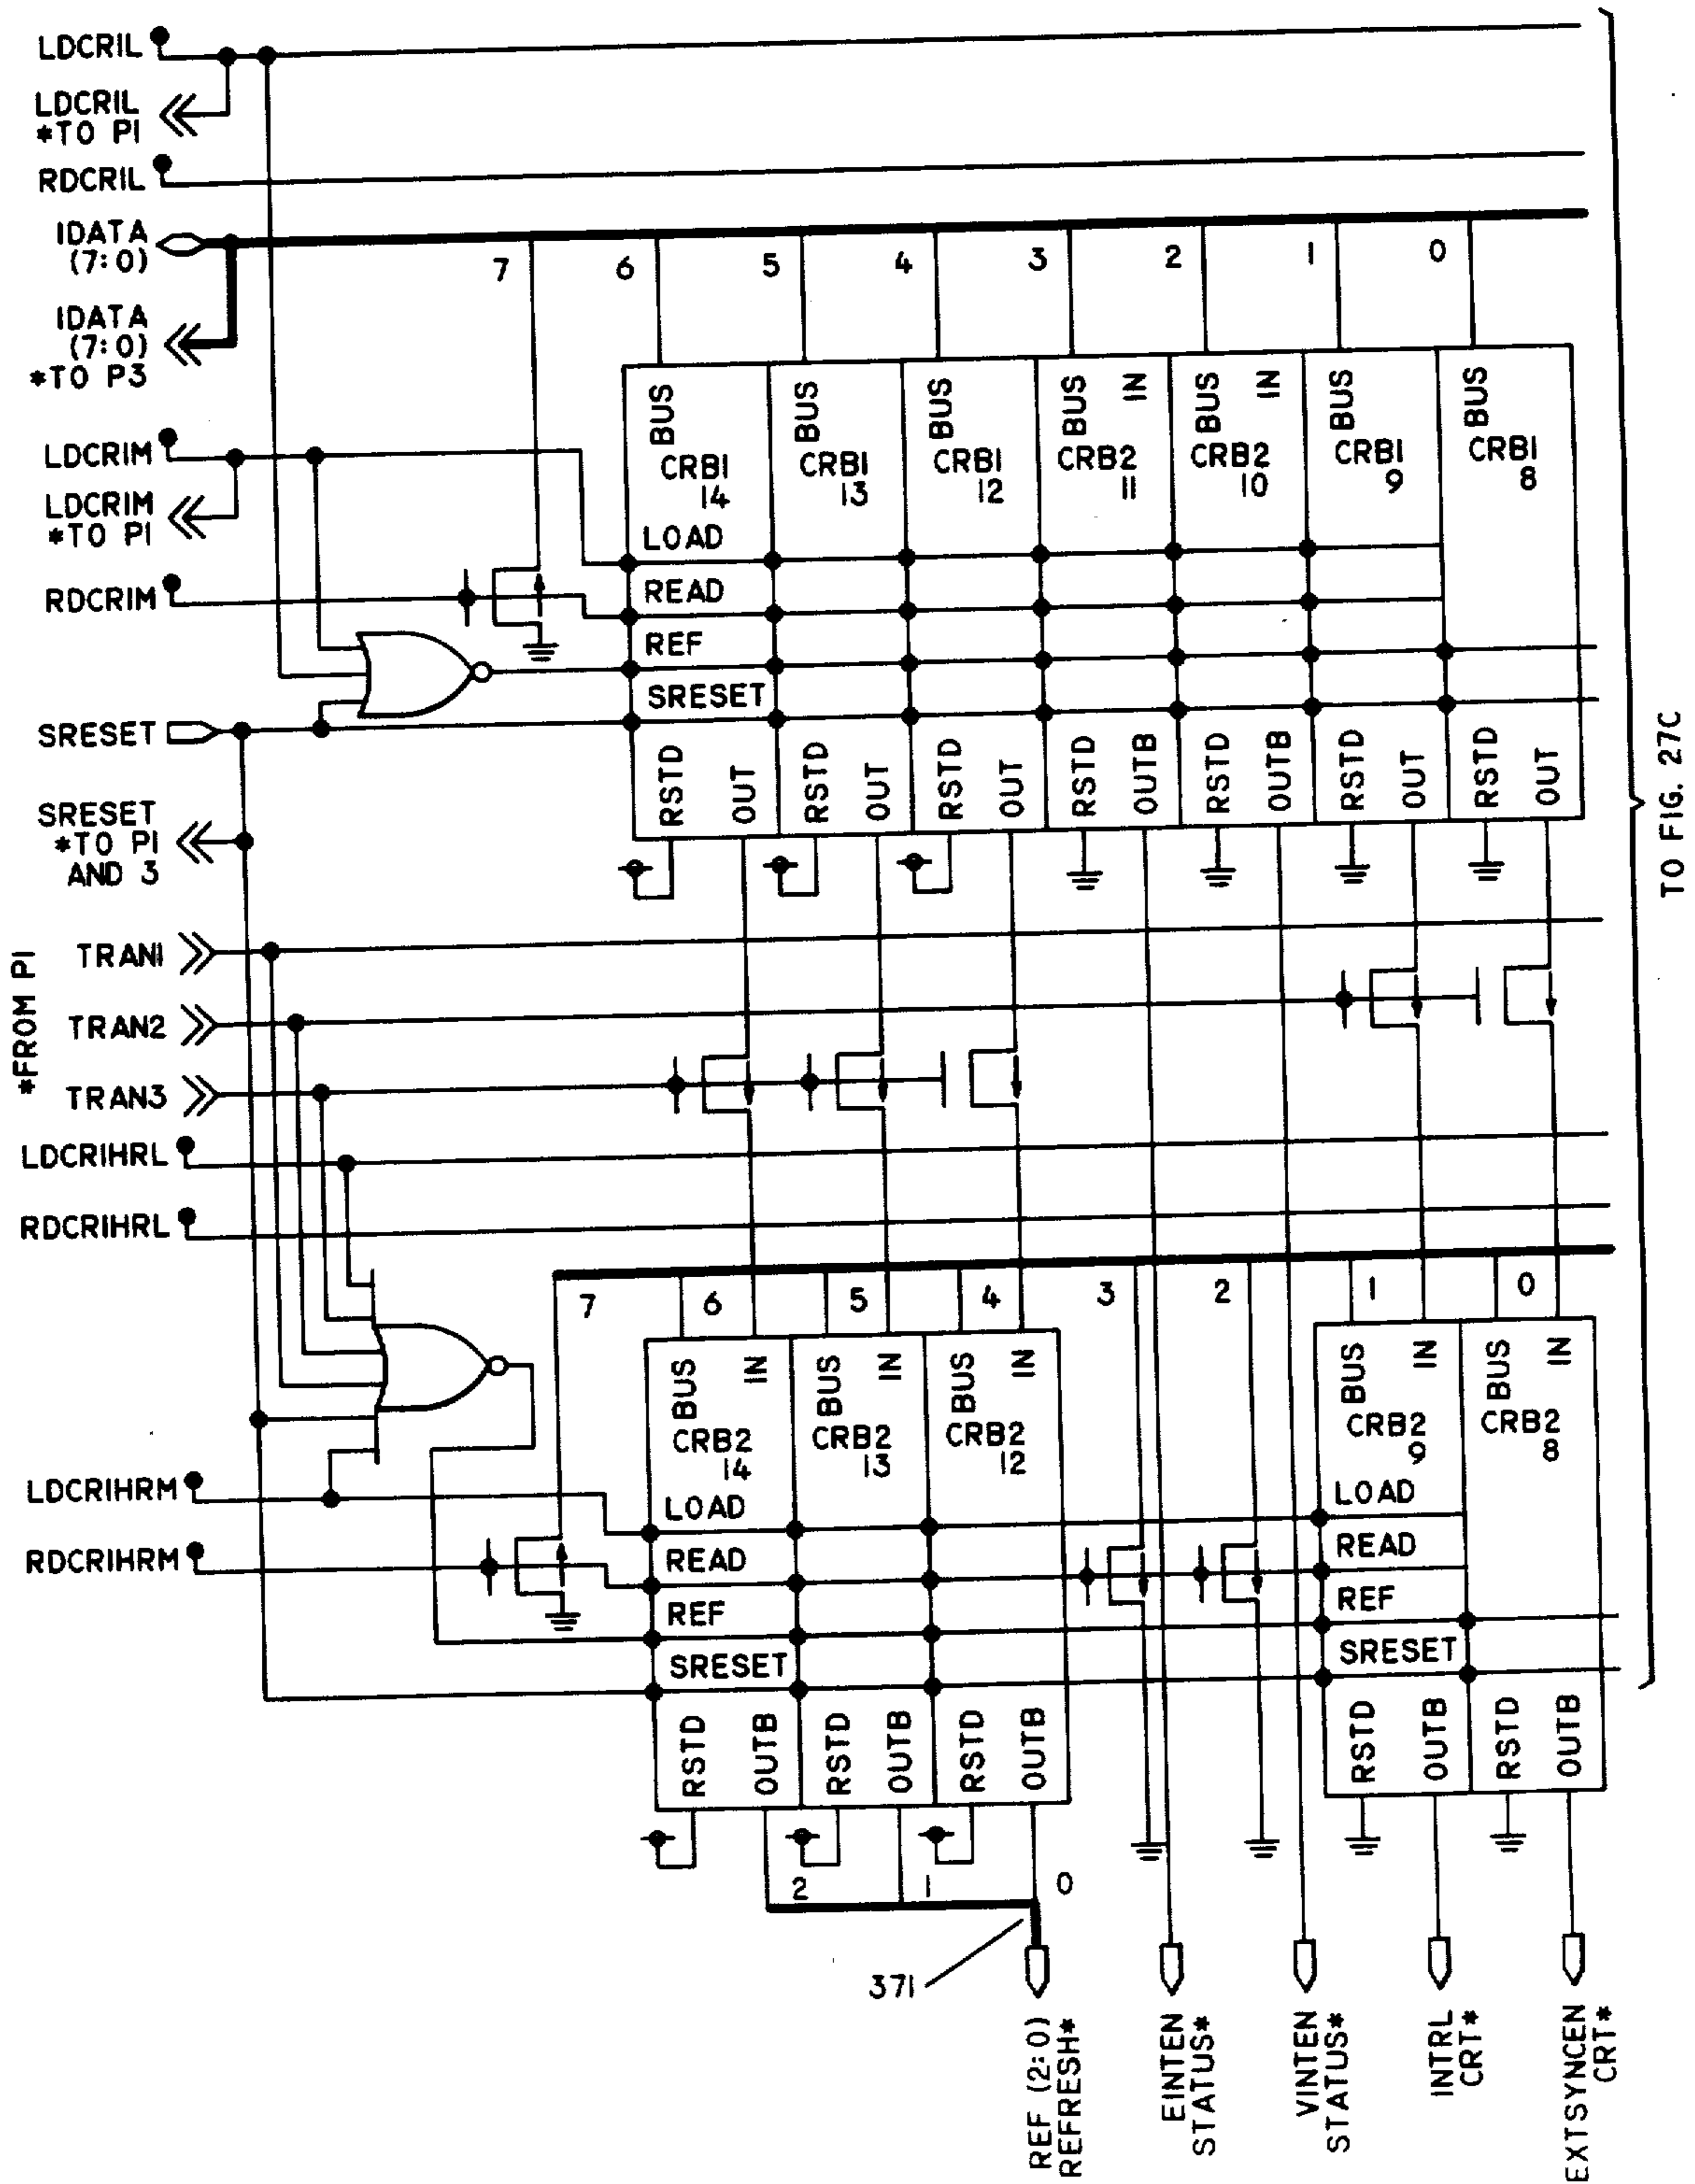 LDCRIL
LDCRIL
*TO PI
RDCRIL
IDATA
(7:0)
IDATA
(7:0)
*TO P3
7
6
5
4
3
2
1
0
LDCRIM
LDCRIM
*TO PI
RDCRIM
BUS
CRB1
14
BUS
CRB1
13
BUS
CRB1
12
BUS
IN
CRB2
11
BUS
IN
CRB2
10
BUS
CRB1
9
BUS
CRB1
8
LOAD
READ
REF
SRESET
SRESET
SRESET
*TO PI
AND 3
RSTD
OUT
RSTD
OUT
RSTD
OUT
RSTD
OUTB
RSTD
OUTB
RSTD
OUT
RSTD
OUT
TO FIG. 27C
*FROM PI
TRAN1
TRAN2
TRAN3
LDCRIHRL
RDCRIHRL
7
6
5
4
3
2
1
0
BUS
IN
CRB2
14
BUS
IN
CRB2
13
BUS
IN
CRB2
12
BUS
IN
CRB2
9
BUS
IN
CRB2
8
LDCRIHRM
RDCRIHRM
LOAD
READ
REF
SRESET
LOAD
READ
REF
SRESET
RSTD
OUTB
RSTD
OUTB
RSTD
OUTB
RSTD
OUTB
RSTD
OUTB
2
1
0
371
REF (2:0)
REFRESH*
EINTEN
STATUS*
VINTEN
STATUS*
INTRL
CRT*
EXTSYNCEN
CRT*